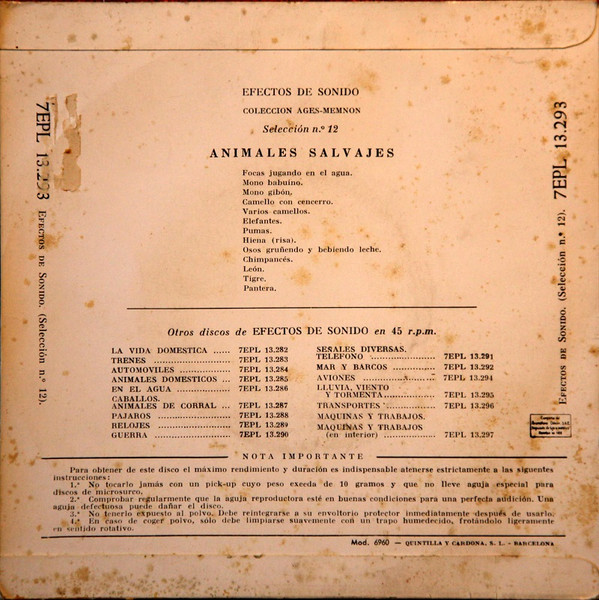 EFECTOS DE SONIDO
COLECCION AGES-MEMNON
Selección n.º 12
ANIMALES SALVAJES
Focas jugando en el agua.
Mono babuino.
Mono gibón.
Camello con cencerro.
Varios camellos.
Elefantes.
Pumas.
Hiena (risa).
Osos gruñendo y bebiendo leche.
Chimpancés.
León.
Tigre.
Pantera.
7EPL 13.293 EFECTOS DE SONIDO. (Selección n.º 12).
EFECTOS DE SONIDO. (Selección n.º 12). 7EPL 13.293
Otros discos de EFECTOS DE SONIDO en 45 r.p.m.
LA VIDA DOMESTICA ...... 7EPL 13.282
TRENES ........................ 7EPL 13.283
AUTOMOVILES .................. 7EPL 13.284
ANIMALES DOMESTICOS ... 7EPL 13.285
EN EL AGUA .................. 7EPL 13.286
CABALLOS.
ANIMALES DE CORRAL ... 7EPL 13.287
PAJAROS ........................ 7EPL 13.288
RELOJES ........................ 7EPL 13.289
GUERRA ........................ 7EPL 13.290
SEÑALES DIVERSAS.
TELEFONO .................. 7EPL 13.291
MAR Y BARCOS ............ 7EPL 13.292
AVIONES .................. 7EPL 13.294
LLUVIA, VIENTO
Y TORMENTA ............ 7EPL 13.295
TRANSPORTES ............ 7EPL 13.296
MAQUINAS Y TRABAJOS.
MAQUINAS Y TRABAJOS
(en interior) ............ 7EPL 13.297
NOTA IMPORTANTE
Para obtener de este disco el máximo rendimiento y duración es indispensable atenerse estrictamente a las siguientes
instrucciones:
1.ª No tocarlo jamás con un pick-up cuyo peso exceda de 10 gramos y que no lleve aguja especial para
discos de microsurco.
2.ª Comprobar regularmente que la aguja reproductora esté en buenas condiciones para una perfecta audición. Una
aguja defectuosa puede dañar el disco.
3.ª No tenerlo expuesto al polvo. Debe reintegrarse a su envoltorio protector inmediatamente después de usarlo.
4.ª En caso de coger polvo, sólo debe limpiarse suavemente con un trapo humedecido, frotándolo ligeramente
en sentido rotativo.
Mod. 6960 — QUINTILLA Y CARDONA, S. L. - BARCELONA